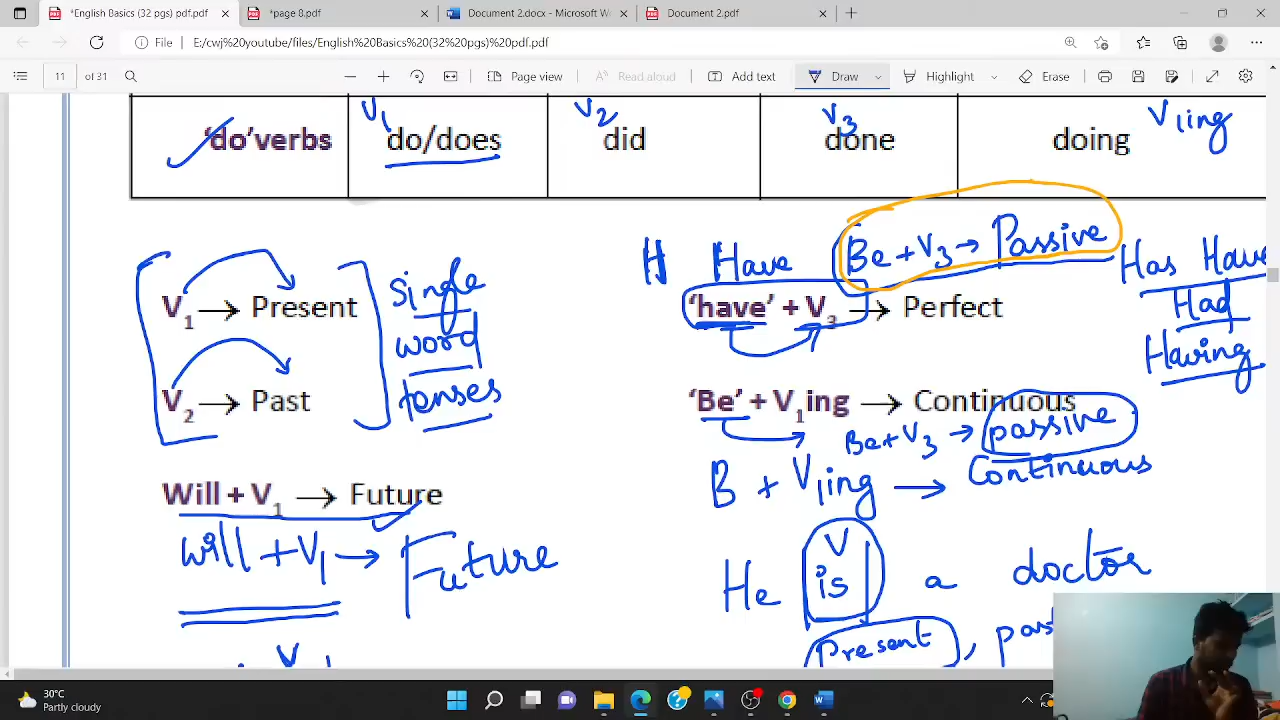 *English Basics (32 pgs) pdf.pdf
*page 8.pdf
Document 2.docx - Microsoft W
Document 2.pdf
File
E:/cwj%20youtube/files/English%20Basics%20(32%20pgs)%20pdf.pdf
11 of 31
Page view
Read aloud
Add text
Draw
Highlight
Erase
V1 V2 V3 V1ing
'do'verbs do/does did done doing
Be + V3 → Passive
H Have
Has Have
V1 → Present
single
'have' + V3 → Perfect
Had
word
Having
V2 → Past
tenses
'Be' + V1ing → Continuous
Be + V3 → passive
B + V1ing → Continuous
Will + V1 → Future
will + V1 → Future
V
He is a doctor
Present, past
V
30°C
Partly cloudy